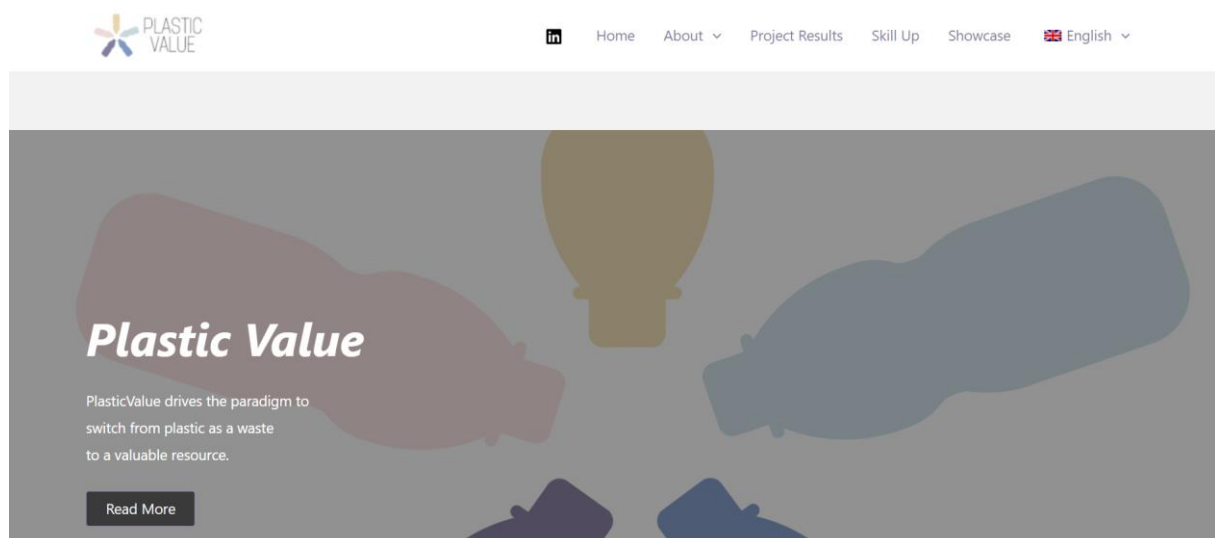 PLASTIC
VALUE
in
Home About Project Results Skill Up Showcase English
Plastic Value
PlasticValue drives the paradigm to
switch from plastic as a waste
to a valuable resource.
Read More